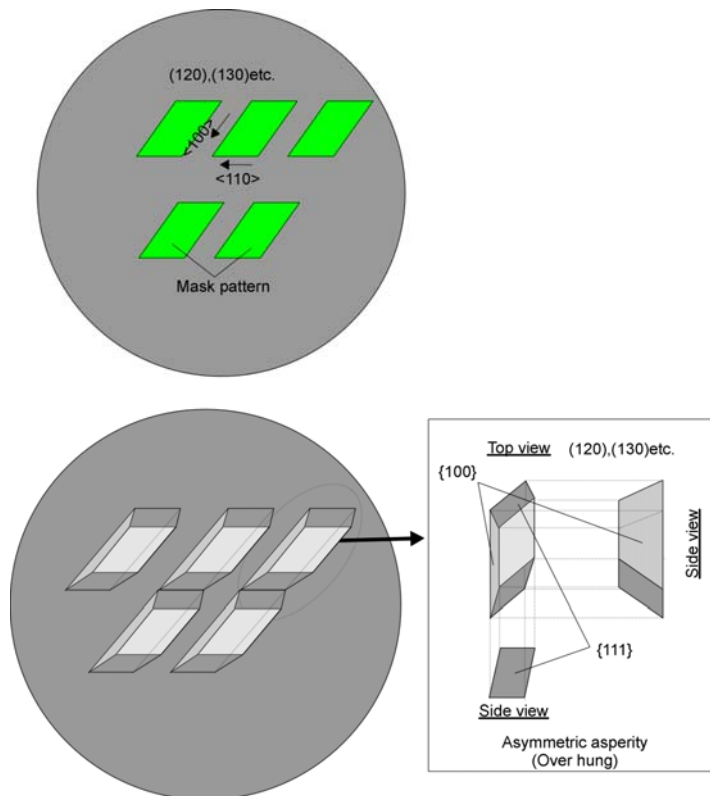 (120),(130)etc.
<100>
<110>
Mask pattern
Top view (120),(130)etc.
{100}
Side view
{111}
Side view
Asymmetric asperity
(Over hung)